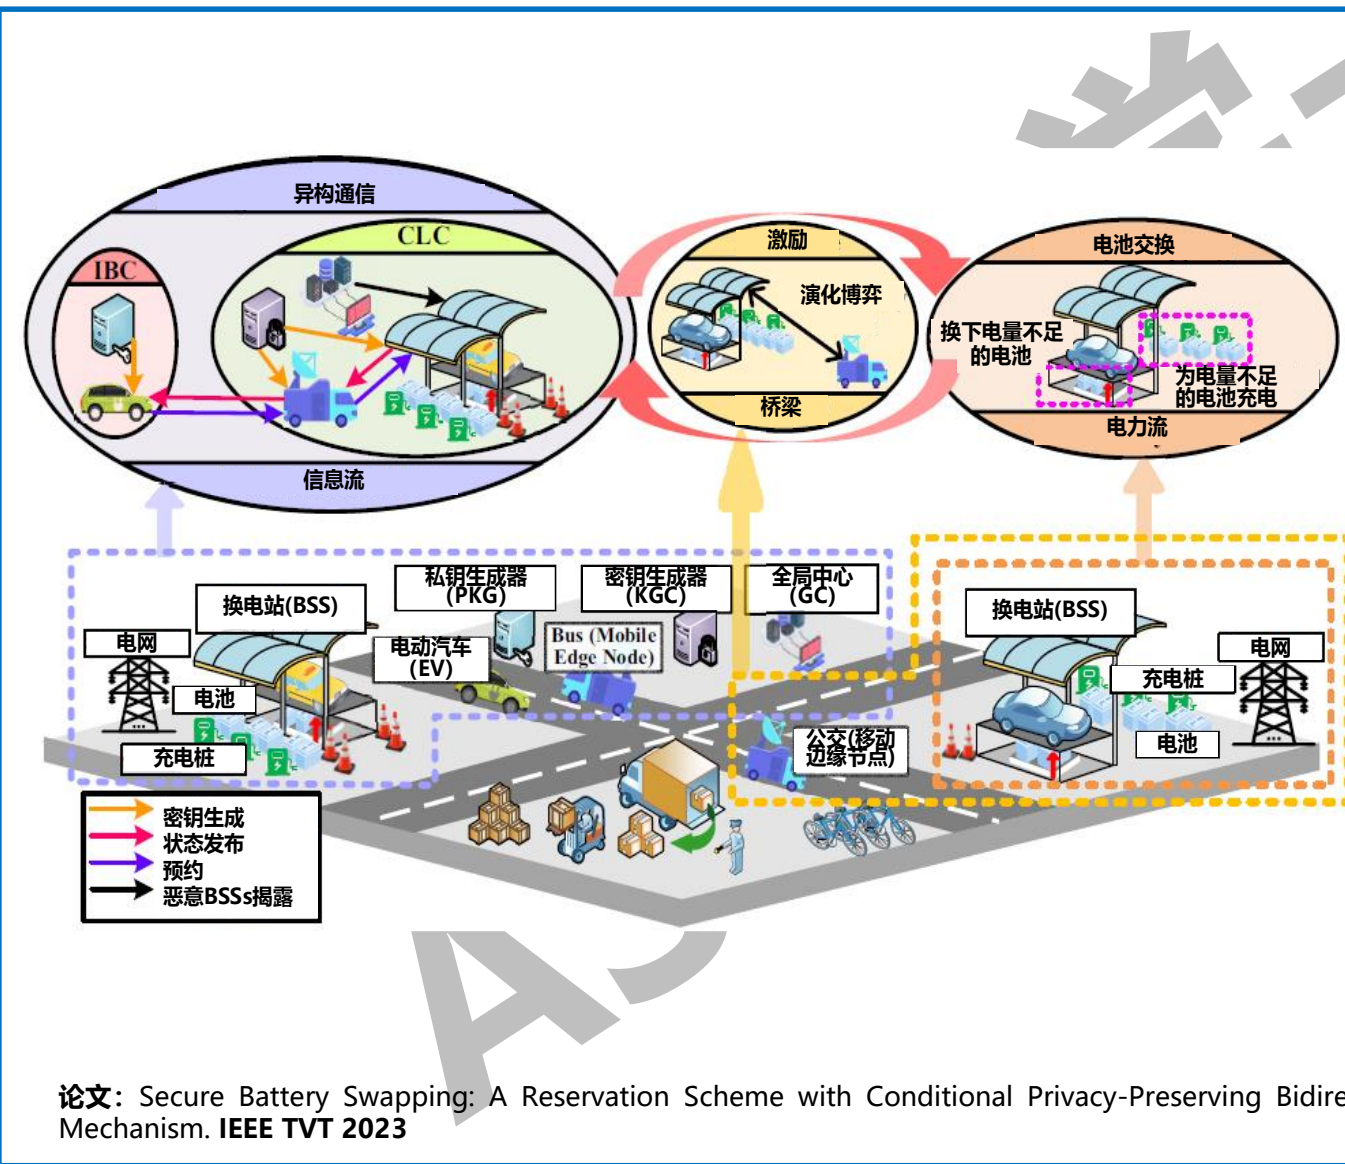 异构通信
CLC
IBC
信息流
激励
演化博弈
桥梁
电池交换
换下电量不足
的电池
为电量不足
的电池充电
电力流
私钥生成器
(PKG)
密钥生成器
(KGC)
全局中心
(GC)
换电站(BSS)
电网
电动汽车
(EV)
Bus (Mobile
Edge Node)
电池
充电桩
换电站(BSS)
电网
充电桩
电池
公交(移动
边缘节点)
密钥生成
状态发布
预约
恶意BSSs揭露
论文：Secure Battery Swapping: A Reservation Scheme with Conditional Privacy-Preserving Bidire
Mechanism. IEEE TVT 2023